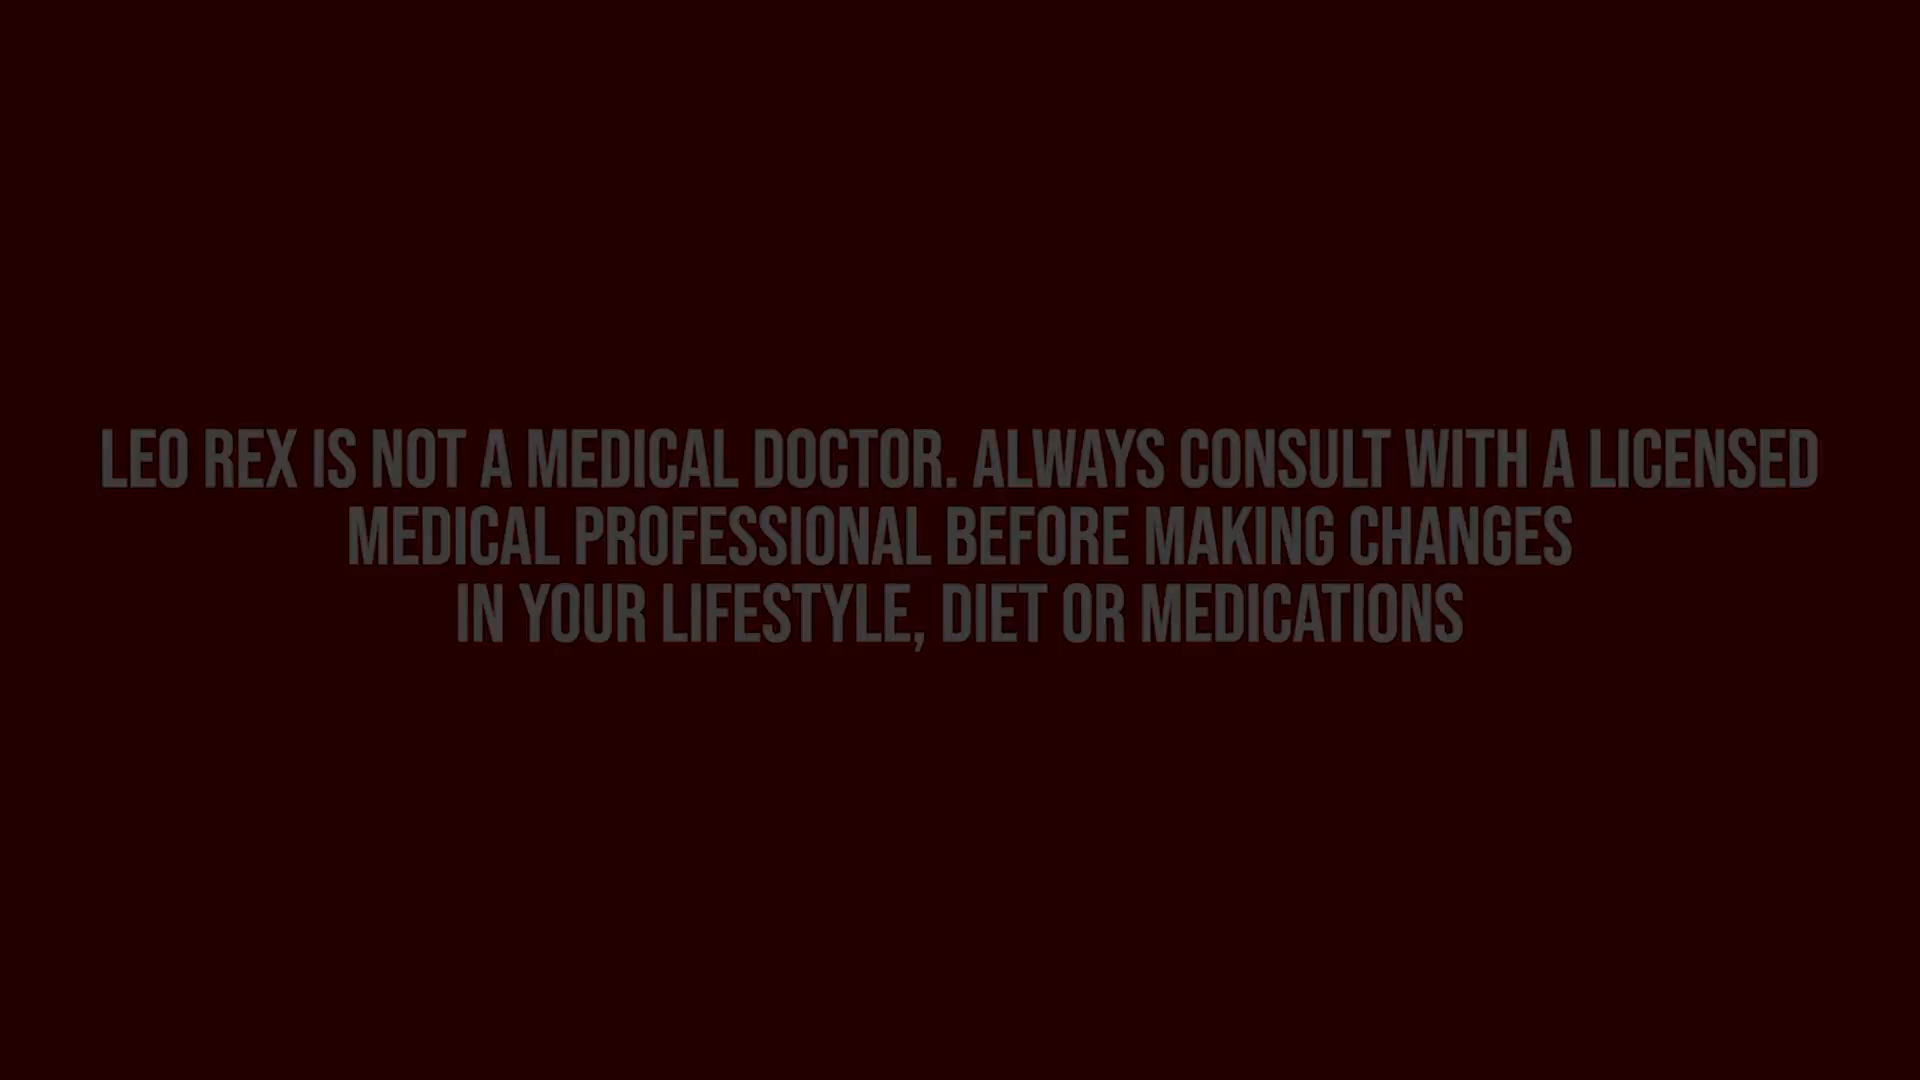 LEO REX IS NOT A MEDICAL DOCTOR. ALWAYS CONSULT WITH A LICENSED
MEDICAL PROFESSIONAL BEFORE MAKING CHANGES
IN YOUR LIFESTYLE, DIET OR MEDICATIONS